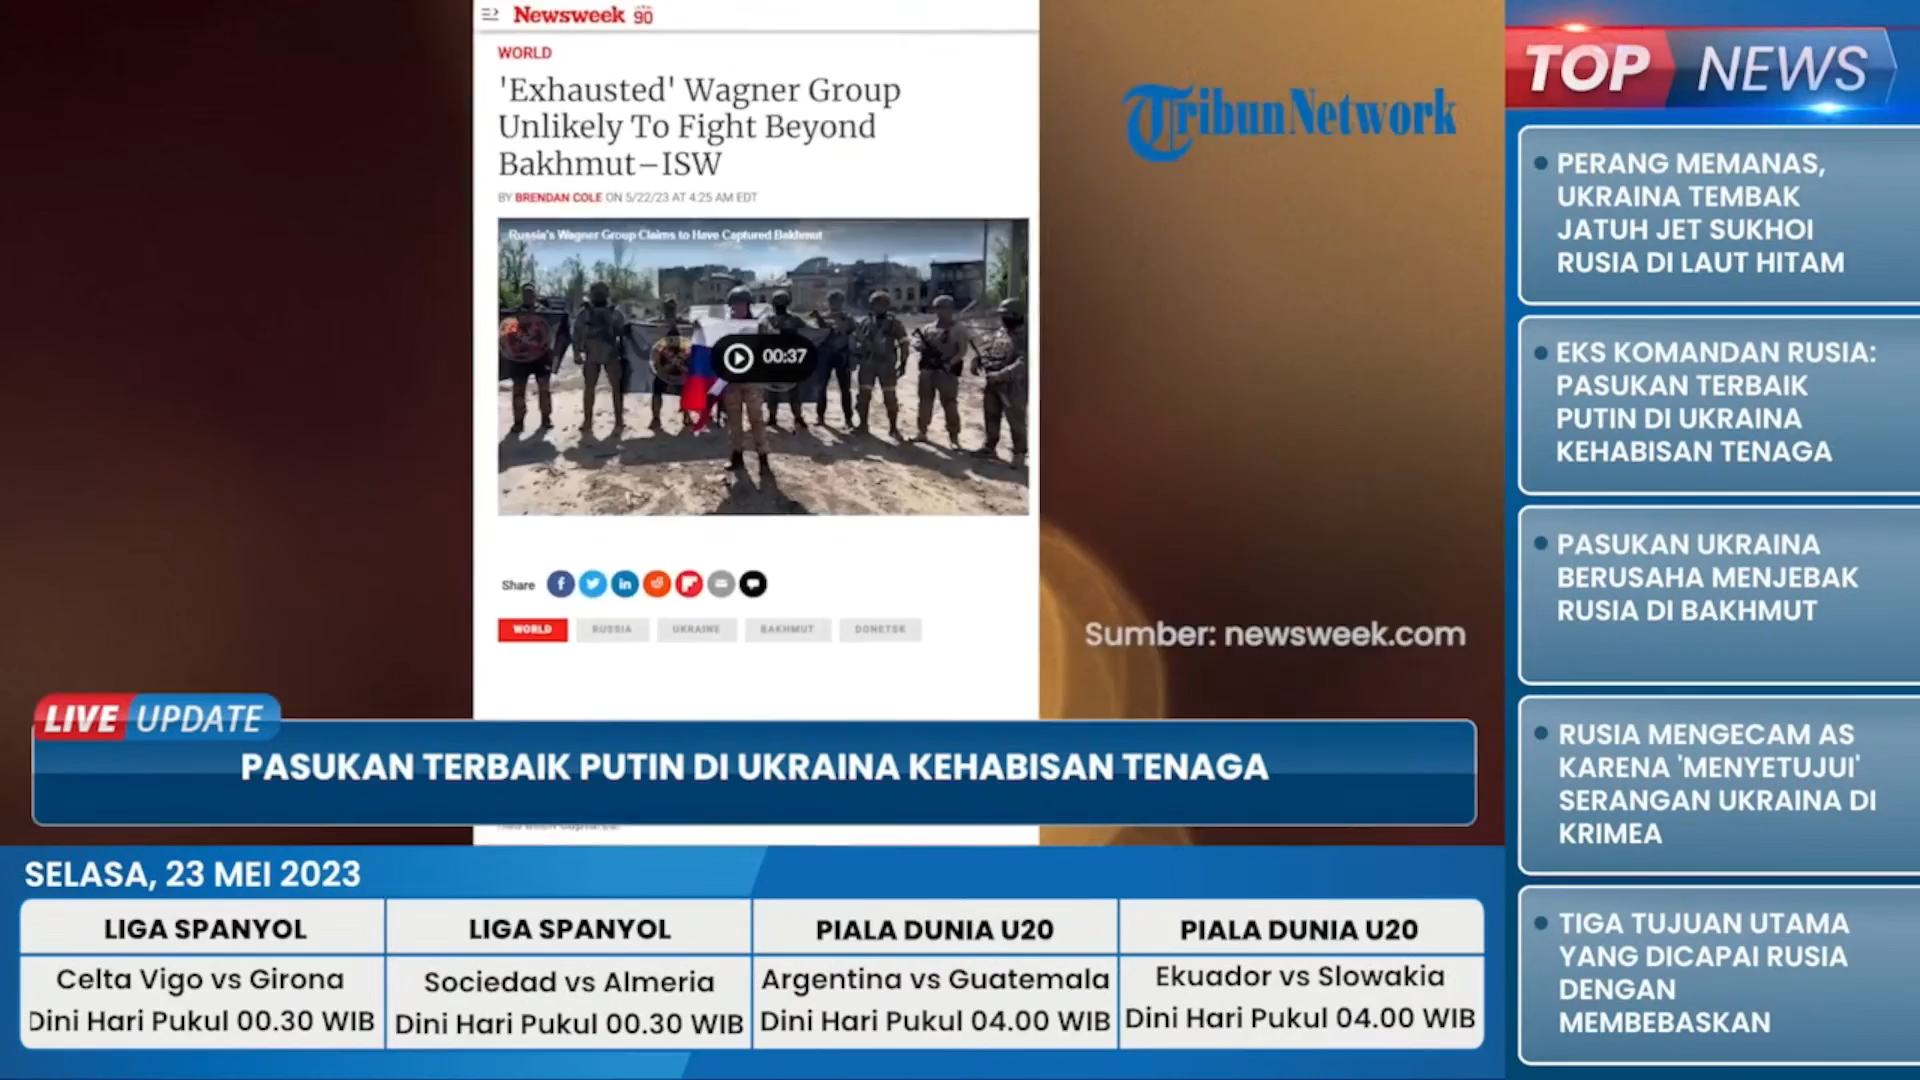 Newsweek 90
WORLD
'Exhausted' Wagner Group
Unlikely To Fight Beyond
Bakhmut—ISW
BY BRENDAN COLE ON 5/22/23 AT 4:25 AM EDT
Russia's Wagner Group Claims to Have Captured Bakhmut
00:37
Share
WORLD RUSSIA UKRAINE BAKHMUT DONETSK
TribunNetwork
Sumber: newsweek.com
LIVE UPDATE
PASUKAN TERBAIK PUTIN DI UKRAINA KEHABISAN TENAGA
SELASA, 23 MEI 2023
LIGA SPANYOL
Celta Vigo vs Girona
Dini Hari Pukul 00.30 WIB
LIGA SPANYOL
Sociedad vs Almeria
Dini Hari Pukul 00.30 WIB
PIALA DUNIA U20
Argentina vs Guatemala
Dini Hari Pukul 04.00 WIB
PIALA DUNIA U20
Ekuador vs Slowakia
Dini Hari Pukul 04.00 WIB
TOP NEWS
PERANG MEMANAS,
UKRAINA TEMBAK
JATUH JET SUKHOI
RUSIA DI LAUT HITAM
EKS KOMANDAN RUSIA:
PASUKAN TERBAIK
PUTIN DI UKRAINA
KEHABISAN TENAGA
PASUKAN UKRAINA
BERUSAHA MENJEBAK
RUSIA DI BAKHMUT
RUSIA MENGECAM AS
KARENA 'MENYETUJUI'
SERANGAN UKRAINA DI
KRIMEA
TIGA TUJUAN UTAMA
YANG DICAPAI RUSIA
DENGAN
MEMBEBASKAN